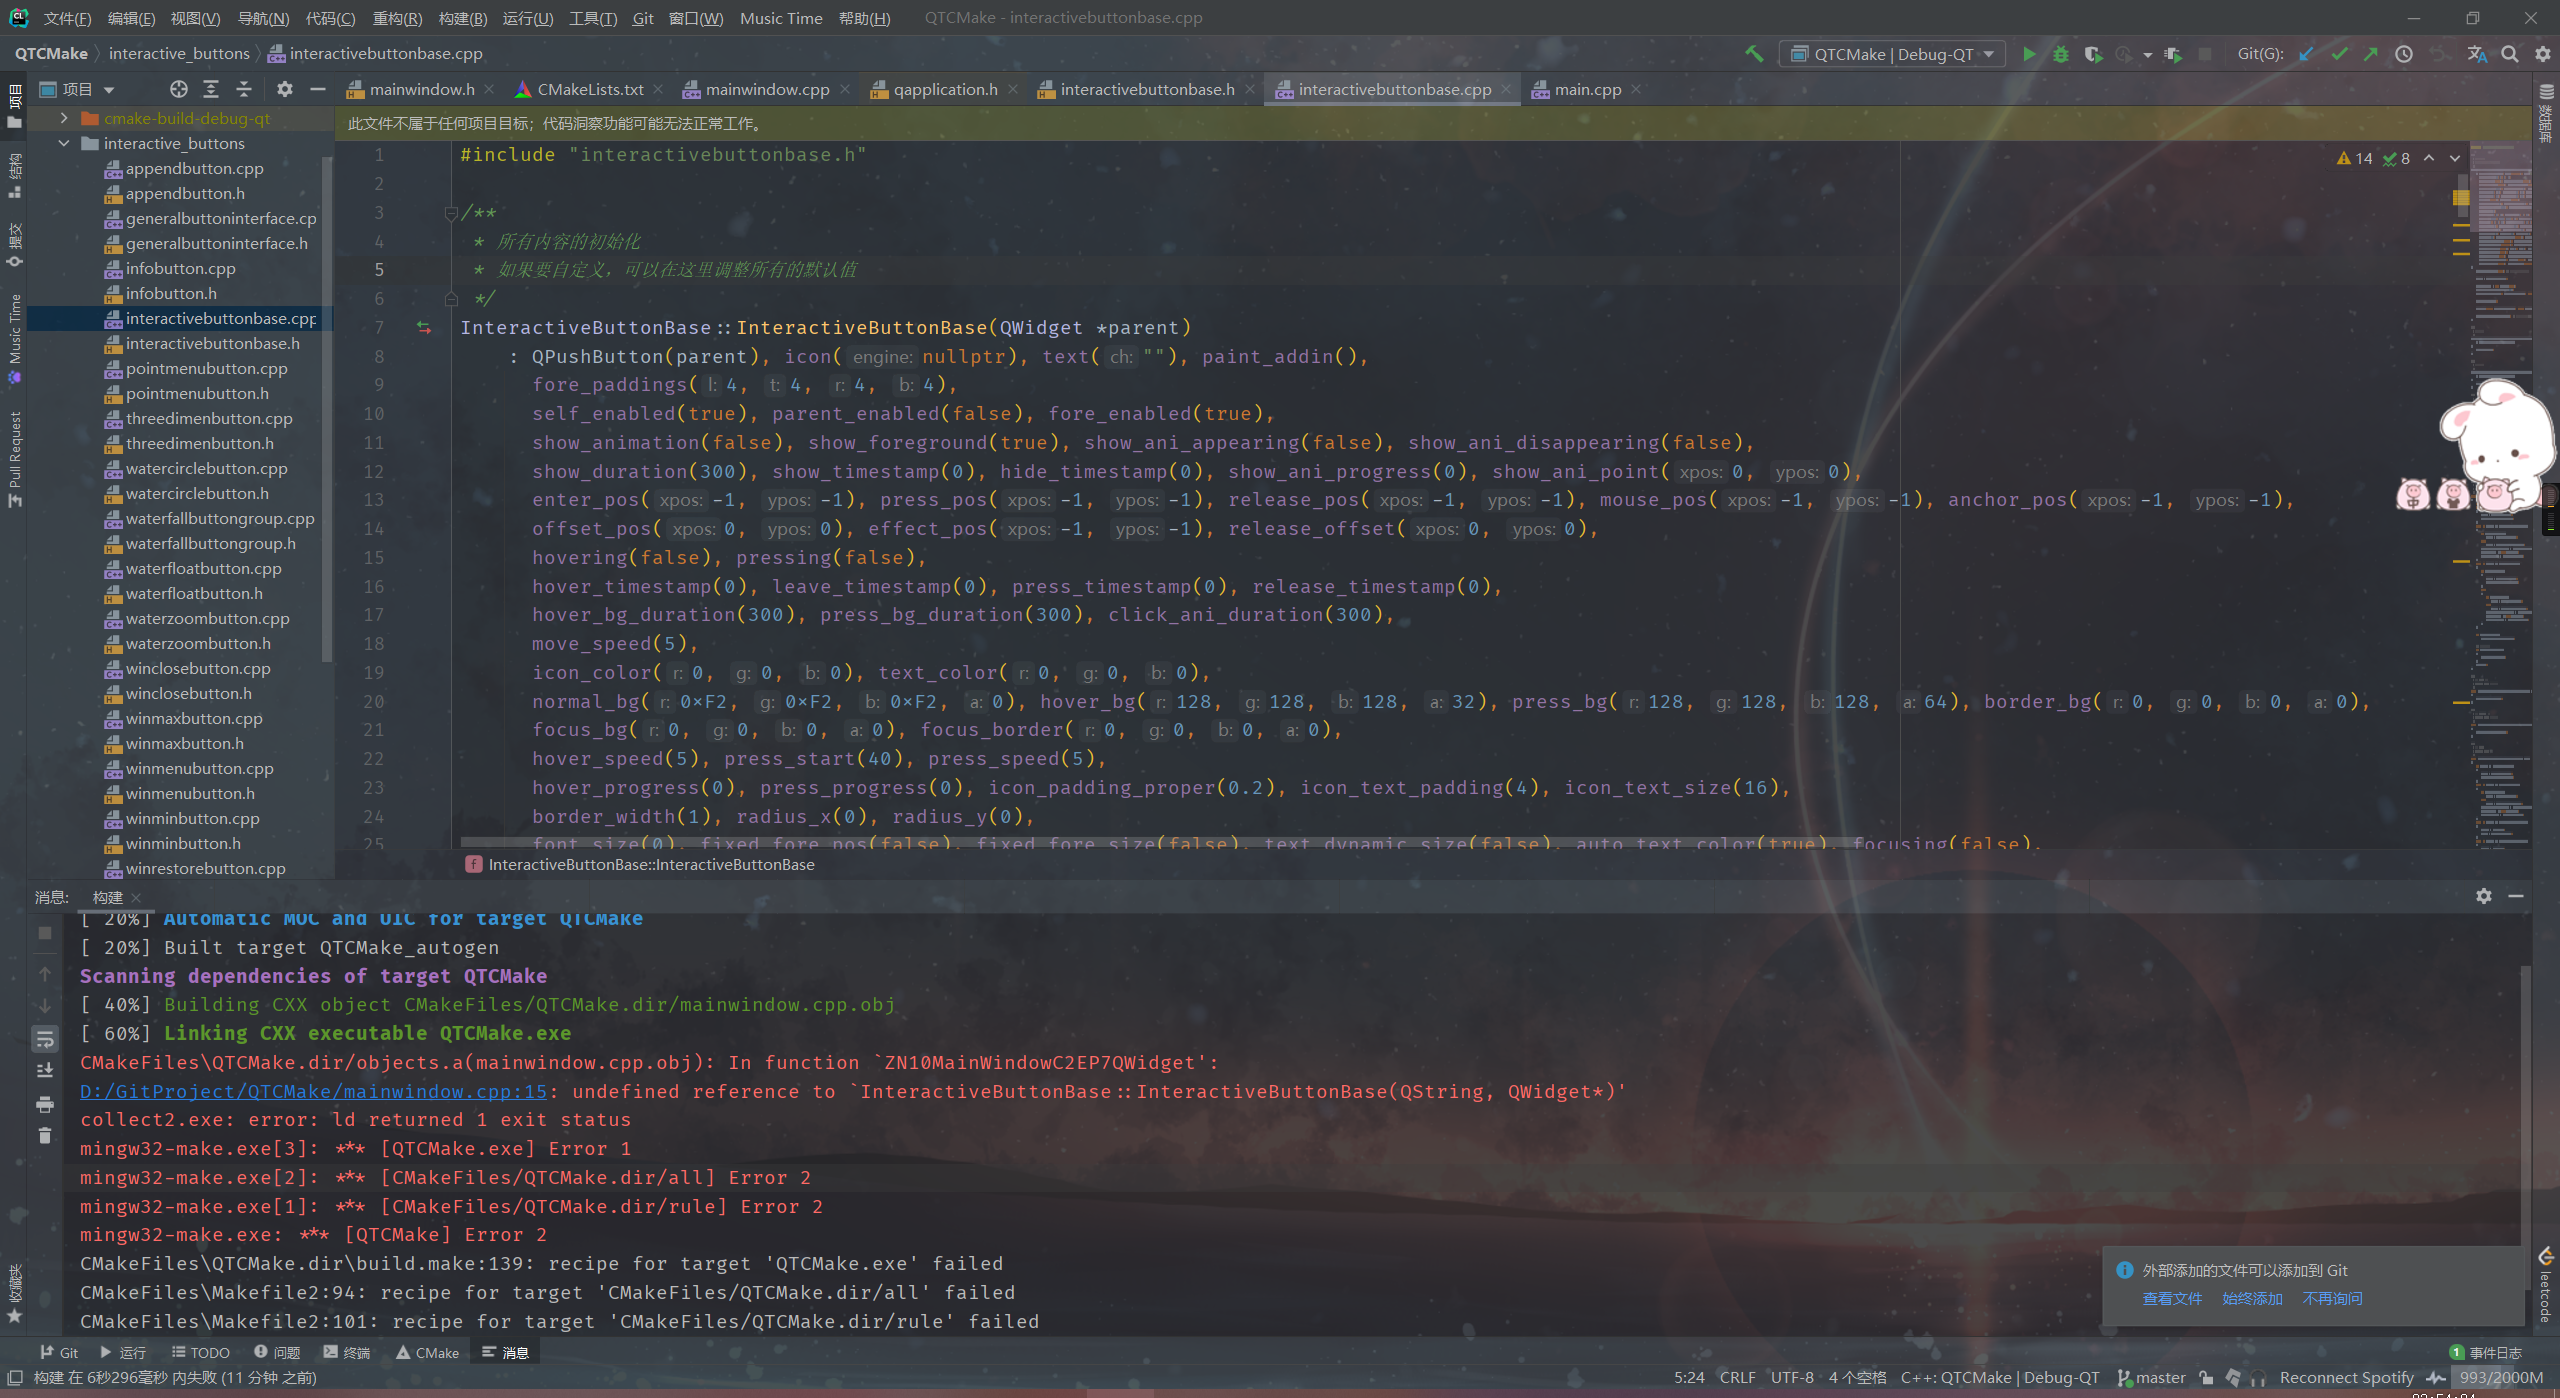 文件(F) 编辑(E) 视图(V) 导航(N) 代码(C) 重构(R) 构建(B) 运行(U) 工具(T) Git 窗口(W) Music Time 帮助(H) QTCMake - interactivebuttonbase.cpp
QTCMake interactive_buttons interactivebuttonbase.cpp QTCMake | Debug-QT Git(G):
项目 mainwindow.h CMakeLists.txt mainwindow.cpp qapplication.h interactivebuttonbase.h interactivebuttonbase.cpp main.cpp
项目
结构
提交
Music Time
Pull Request
收藏夹
cmake-build-debug-qt
interactive_buttons
appendbutton.cpp
appendbutton.h
generalbuttoninterface.cp
generalbuttoninterface.h
infobutton.cpp
infobutton.h
interactivebuttonbase.cpp
interactivebuttonbase.h
pointmenubutton.cpp
pointmenubutton.h
threedimenbutton.cpp
threedimenbutton.h
watercirclebutton.cpp
watercirclebutton.h
waterfallbuttongroup.cpp
waterfallbuttongroup.h
waterfloatbutton.cpp
waterfloatbutton.h
waterzoombutton.cpp
waterzoombutton.h
winclosebutton.cpp
winclosebutton.h
winmaxbutton.cpp
winmaxbutton.h
winmenubutton.cpp
winmenubutton.h
winminbutton.cpp
winminbutton.h
winrestorebutton.cpp
此文件不属于任何项目目标；代码洞察功能可能无法正常工作。
14 8
1 #include "interactivebuttonbase.h"
2
3 /**
4 * 所有内容的初始化
5 * 如果要自定义，可以在这里调整所有的默认值
6 */
7 InteractiveButtonBase::InteractiveButtonBase(QWidget *parent)
8 : QPushButton(parent), icon( engine: nullptr), text( ch: ""), paint_addin(),
9 fore_paddings( l: 4, t: 4, r: 4, b: 4),
10 self_enabled(true), parent_enabled(false), fore_enabled(true),
11 show_animation(false), show_foreground(true), show_ani_appearing(false), show_ani_disappearing(false),
12 show_duration(300), show_timestamp(0), hide_timestamp(0), show_ani_progress(0), show_ani_point( xpos: 0, ypos: 0),
13 enter_pos( xpos: -1, ypos: -1), press_pos( xpos: -1, ypos: -1), release_pos( xpos: -1, ypos: -1), mouse_pos( xpos: -1, ypos: -1), anchor_pos( xpos: -1, ypos: -1),
14 offset_pos( xpos: 0, ypos: 0), effect_pos( xpos: -1, ypos: -1), release_offset( xpos: 0, ypos: 0),
15 hovering(false), pressing(false),
16 hover_timestamp(0), leave_timestamp(0), press_timestamp(0), release_timestamp(0),
17 hover_bg_duration(300), press_bg_duration(300), click_ani_duration(300),
18 move_speed(5),
19 icon_color( r: 0, g: 0, b: 0), text_color( r: 0, g: 0, b: 0),
20 normal_bg( r: 0xF2, g: 0xF2, b: 0xF2, a: 0), hover_bg( r: 128, g: 128, b: 128, a: 32), press_bg( r: 128, g: 128, b: 128, a: 64), border_bg( r: 0, g: 0, b: 0, a: 0),
21 focus_bg( r: 0, g: 0, b: 0, a: 0), focus_border( r: 0, g: 0, b: 0, a: 0),
22 hover_speed(5), press_start(40), press_speed(5),
23 hover_progress(0), press_progress(0), icon_padding_proper(0.2), icon_text_padding(4), icon_text_size(16),
24 border_width(1), radius_x(0), radius_y(0),
25 font_size(0), fixed_fore_pos(false), fixed_fore_size(false), text_dynamic_size(false), auto_text_color(true), focusing(false),
f InteractiveButtonBase::InteractiveButtonBase
数据库
中
leetcode
消息: 构建
[ 20%] Automatic MOC and UIC for target QTCMake
[ 20%] Built target QTCMake_autogen
Scanning dependencies of target QTCMake
[ 40%] Building CXX object CMakeFiles/QTCMake.dir/mainwindow.cpp.obj
[ 60%] Linking CXX executable QTCMake.exe
CMakeFiles\QTCMake.dir/objects.a(mainwindow.cpp.obj): In function `ZN10MainWindowC2EP7QWidget':
D:/GitProject/QTCMake/mainwindow.cpp:15: undefined reference to `InteractiveButtonBase::InteractiveButtonBase(QString, QWidget*)'
collect2.exe: error: ld returned 1 exit status
mingw32-make.exe[3]: *** [QTCMake.exe] Error 1
mingw32-make.exe[2]: *** [CMakeFiles/QTCMake.dir/all] Error 2
mingw32-make.exe[1]: *** [CMakeFiles/QTCMake.dir/rule] Error 2
mingw32-make.exe: *** [QTCMake] Error 2
CMakeFiles\QTCMake.dir\build.make:139: recipe for target 'QTCMake.exe' failed
CMakeFiles\Makefile2:94: recipe for target 'CMakeFiles/QTCMake.dir/all' failed
CMakeFiles\Makefile2:101: recipe for target 'CMakeFiles/QTCMake.dir/rule' failed
外部添加的文件可以添加到 Git
查看文件 始终添加 不再询问
Git 运行 TODO 问题 终端 CMake 消息 1 事件日志
构建 在 6秒296毫秒 内失败 (11 分钟 之前) 5:24 CRLF UTF-8 4 个空格 C++: QTCMake | Debug-QT master Reconnect Spotify 993/2000M